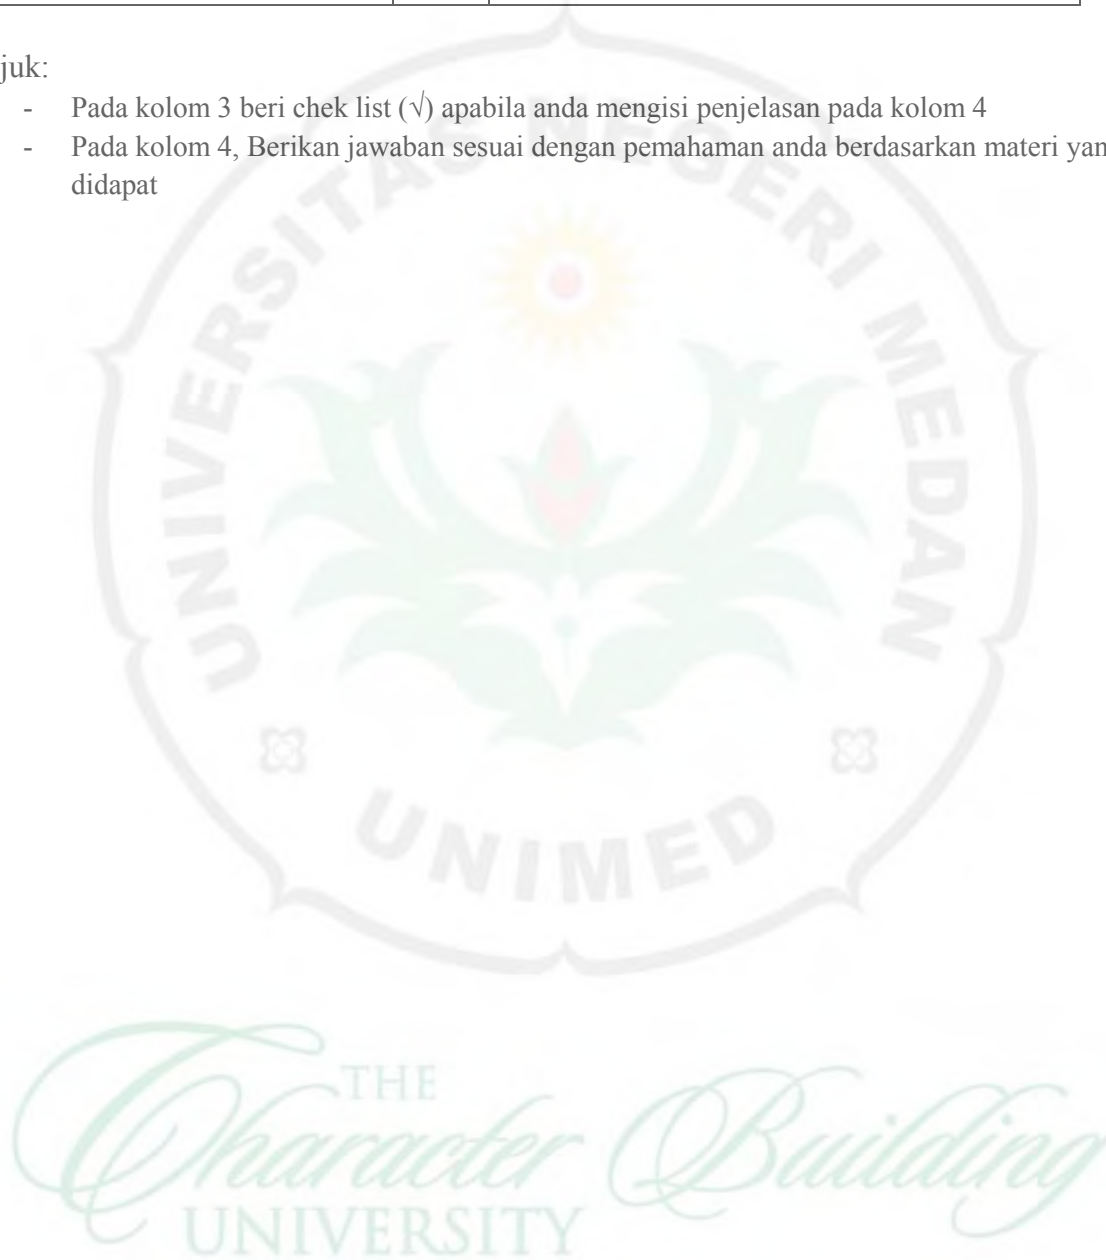 juk:
- Pada kolom 3 beri chek list (√) apabila anda mengisi penjelasan pada kolom 4
- Pada kolom 4, Berikan jawaban sesuai dengan pemahaman anda berdasarkan materi yan
didapat
UNIVERSITAS NEGERI MEDAN
UNIMED
THE
Character Building
UNIVERSITY